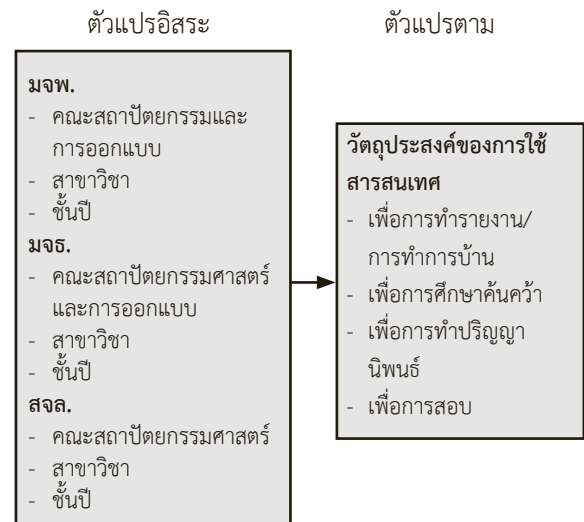 ตัวแปรอิสระ
มจพ.
- คณะสถาปัตยกรรมและ
การออกแบบ
- สาขาวิชา
- ชั้นปี
มจธ.
- คณะสถาปัตยกรรมศาสตร์
และการออกแบบ
- สาขาวิชา
- ชั้นปี
สจล.
- คณะสถาปัตยกรรมศาสตร์
- สาขาวิชา
- ชั้นปี
ตัวแปรตาม
วัตถุประสงค์ของการใช้
สารสนเทศ
- เพื่อการทำรายงาน/
การทำการบ้าน
- เพื่อการศึกษาค้นคว้า
- เพื่อการทำปริญญา
นิพนธ์
- เพื่อการสอบ